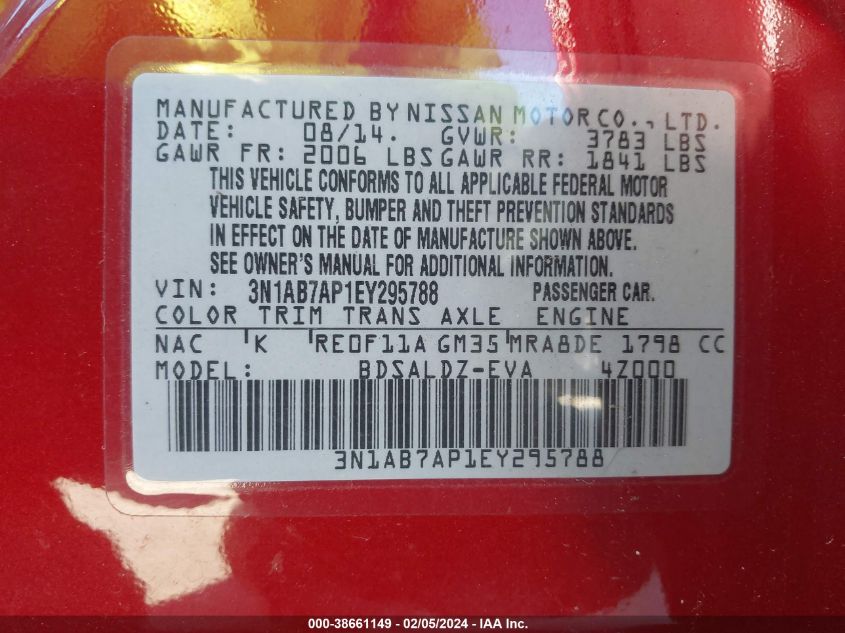 MANUFACTURED BY NISSAN MOTOR CO., LTD.
DATE: 08/14. GVWR: 3783 LBS
GAWR FR: 2006 LBS GAWR RR: 1841 LBS
THIS VEHICLE CONFORMS TO ALL APPLICABLE FEDERAL MOTOR
VEHICLE SAFETY, BUMPER AND THEFT PREVENTION STANDARDS
IN EFFECT ON THE DATE OF MANUFACTURE SHOWN ABOVE.
SEE OWNER'S MANUAL FOR ADDITIONAL INFORMATION.
VIN: 3N1AB7AP1EY295788 PASSENGER CAR.
COLOR TRIM TRANS AXLE ENGINE
NAC K RE0F11A GM35 MRA8DE 1798 CC
MODEL: BDSALDZ-EVA 4Z000
3N1AB7AP1EY295788
000-38661149 - 02/05/2024 - IAA Inc.